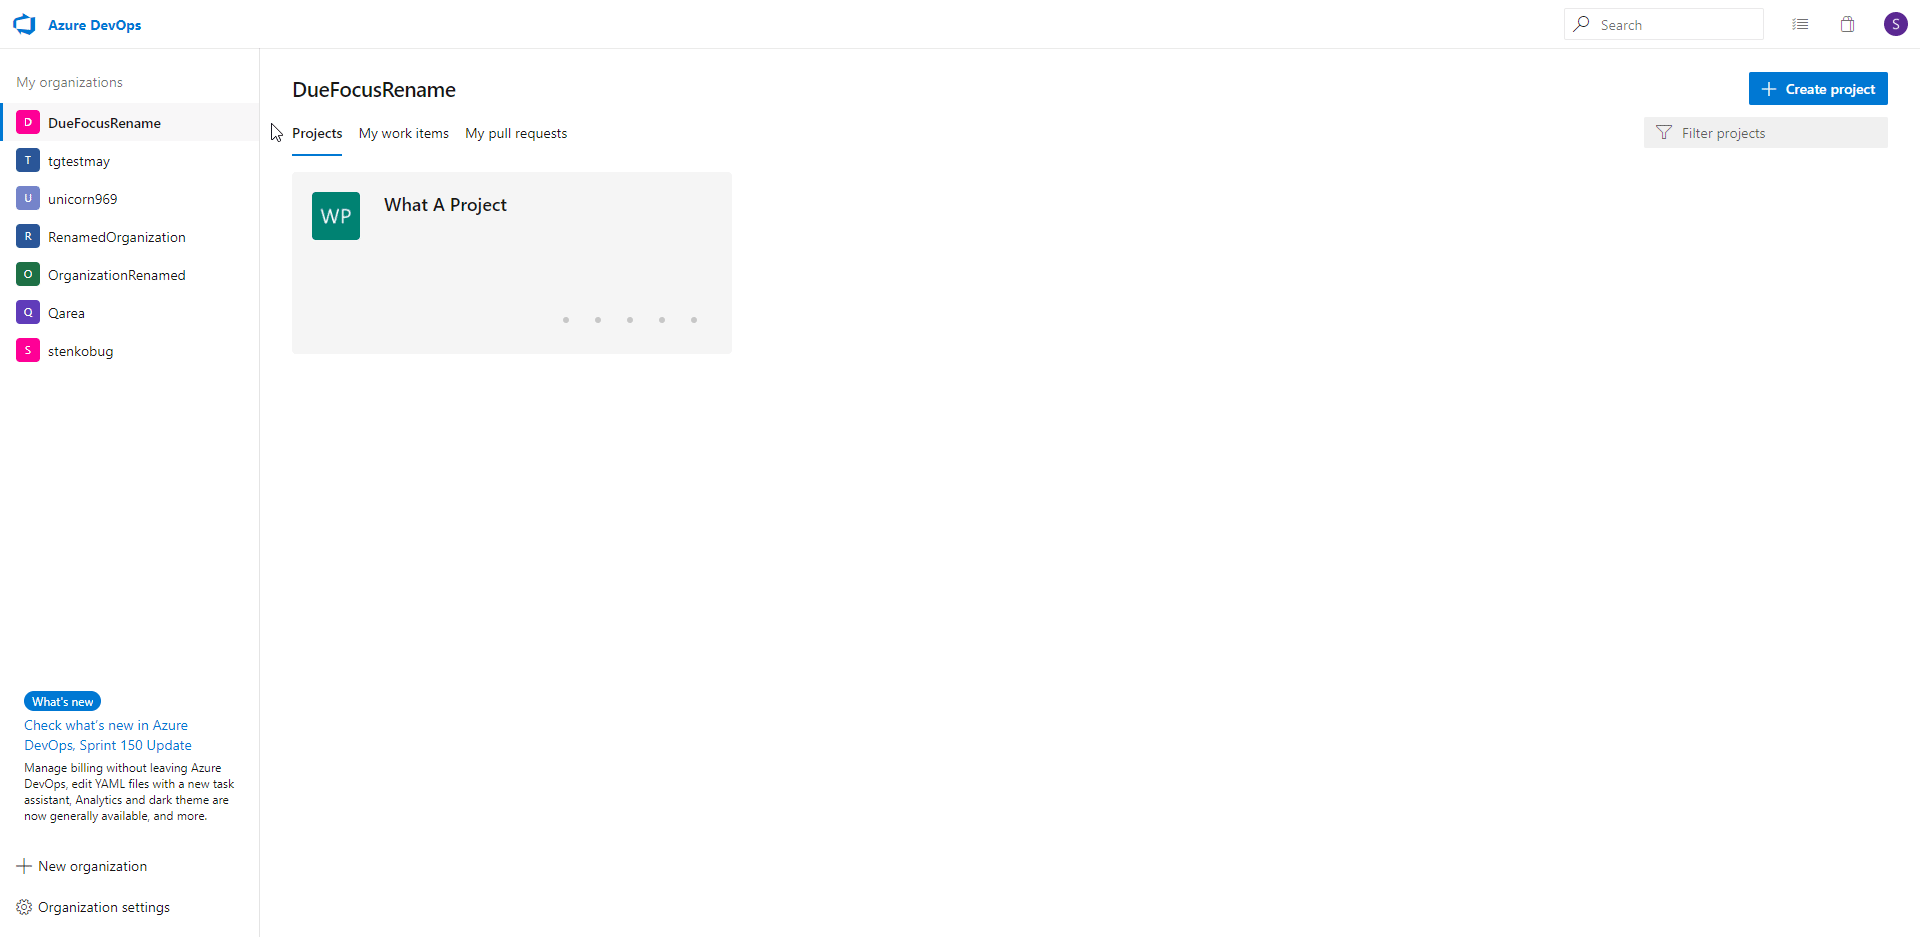 Azure DevOps
Search
S
My organizations
D DueFocusRename
T tgtestmay
U unicorn969
R RenamedOrganization
O OrganizationRenamed
Q Qarea
S stenkobug
What's new
Check what's new in Azure
DevOps, Sprint 150 Update
Manage billing without leaving Azure
DevOps, edit YAML files with a new task
assistant, Analytics and dark theme are
now generally available, and more.
New organization
Organization settings
DueFocusRename
Create project
Projects My work items My pull requests
Filter projects
WP What A Project